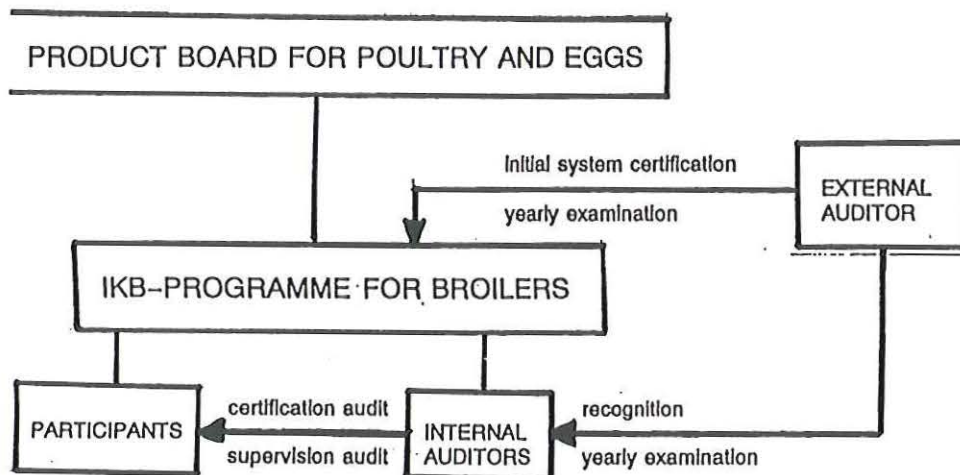 PRODUCT BOARD FOR POULTRY AND EGGS
initial system certification
yearly examination
EXTERNAL
AUDITOR
IKB-PROGRAMME FOR BROILERS
PARTICIPANTS
certification audit
supervision audit
INTERNAL
AUDITORS
recognition
yearly examination